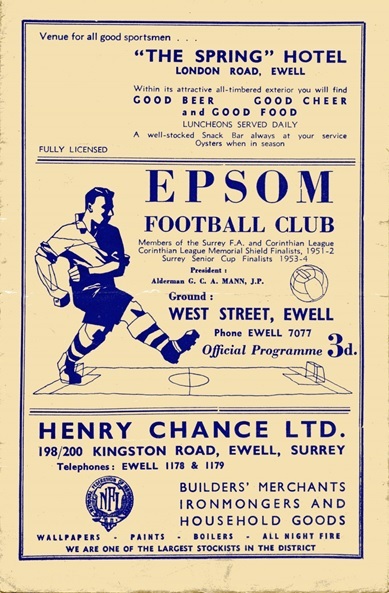 Venue for all good sportsmen . . .
"THE SPRING" HOTEL
LONDON ROAD, EWELL
Within its attractive all-timbered exterior you will find
GOOD BEER GOOD CHEER
and GOOD FOOD
LUNCHEONS SERVED DAILY
A well-stocked Snack Bar always at your service
Oysters when in season
FULLY LICENSED
EPSOM
FOOTBALL CLUB
Members of the Surrey F.A. and Corinthian League
Corinthian League Memorial Shield Finalists, 1951-2
Surrey Senior Cup Finalists 1953-4
President :
Alderman G. C. A. MANN, J.P.
Ground :
WEST STREET, EWELL
Phone EWELL 7077
Official Programme 3d.
HENRY CHANCE LTD.
198/200 KINGSTON ROAD, EWELL, SURREY
Telephones : EWELL 1178 & 1179
BUILDERS' MERCHANTS
IRONMONGERS AND
HOUSEHOLD GOODS
WALLPAPERS - PAINTS - BOILERS - ALL NIGHT FIRE
WE ARE ONE OF THE LARGEST STOCKISTS IN THE DISTRICT